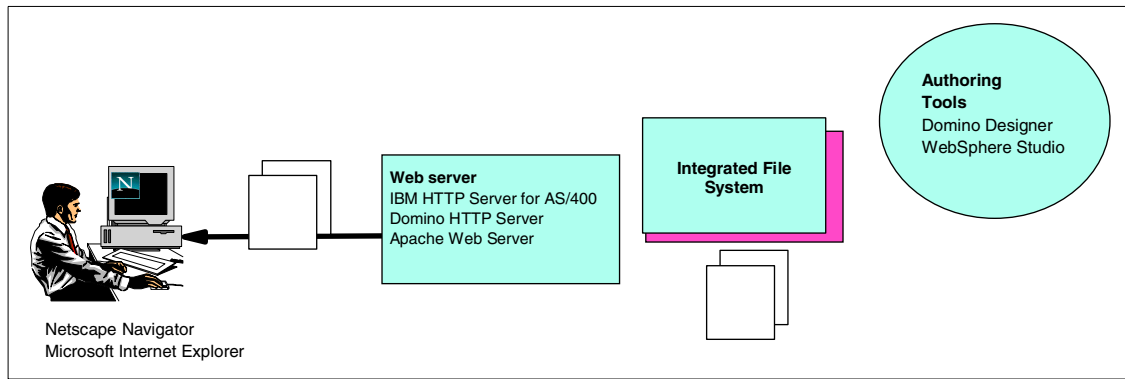 Authoring
Tools
Domino Designer
WebSphere Studio
Integrated File
System
Web server
IBM HTTP Server for AS/400
Domino HTTP Server
Apache Web Server
N
Netscape Navigator
Microsoft Internet Explorer